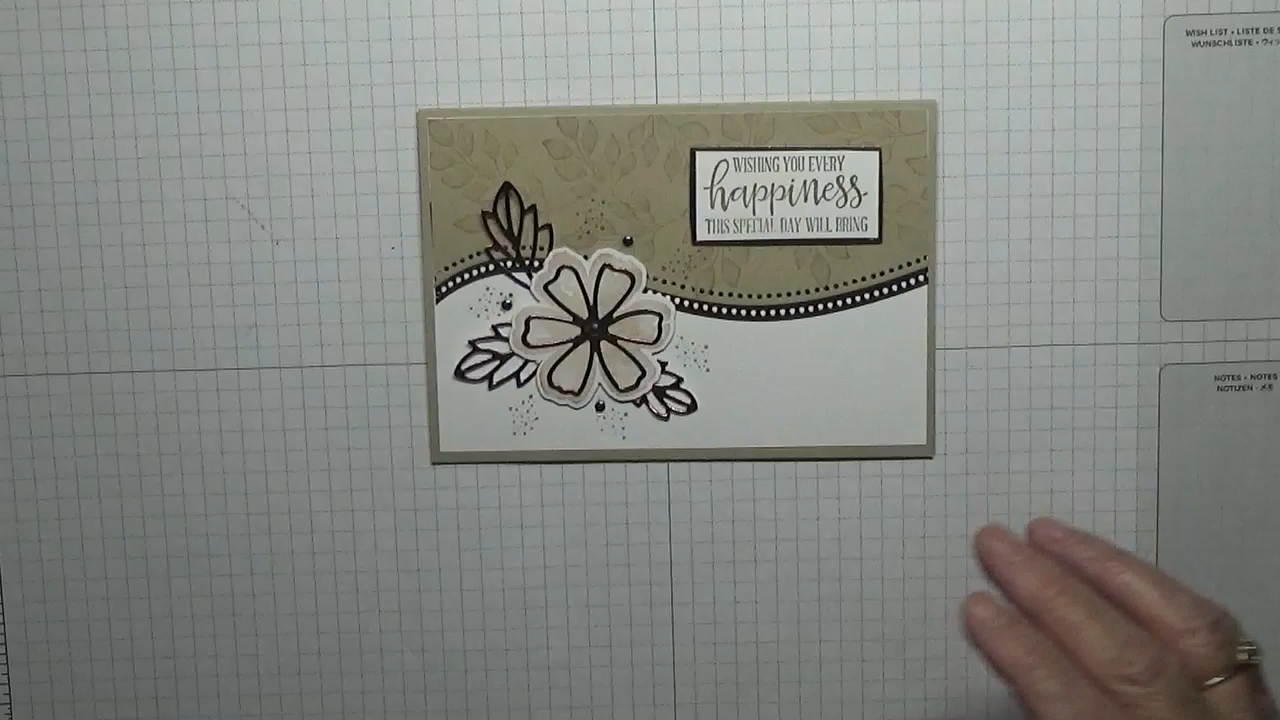 WISHING YOU EVERY
happiness
THIS SPECIAL DAY WILL BRING
WISH LIST • LISTE DE
WUNSCHLISTE •
NOTES • NOTES
NOTIZEN •